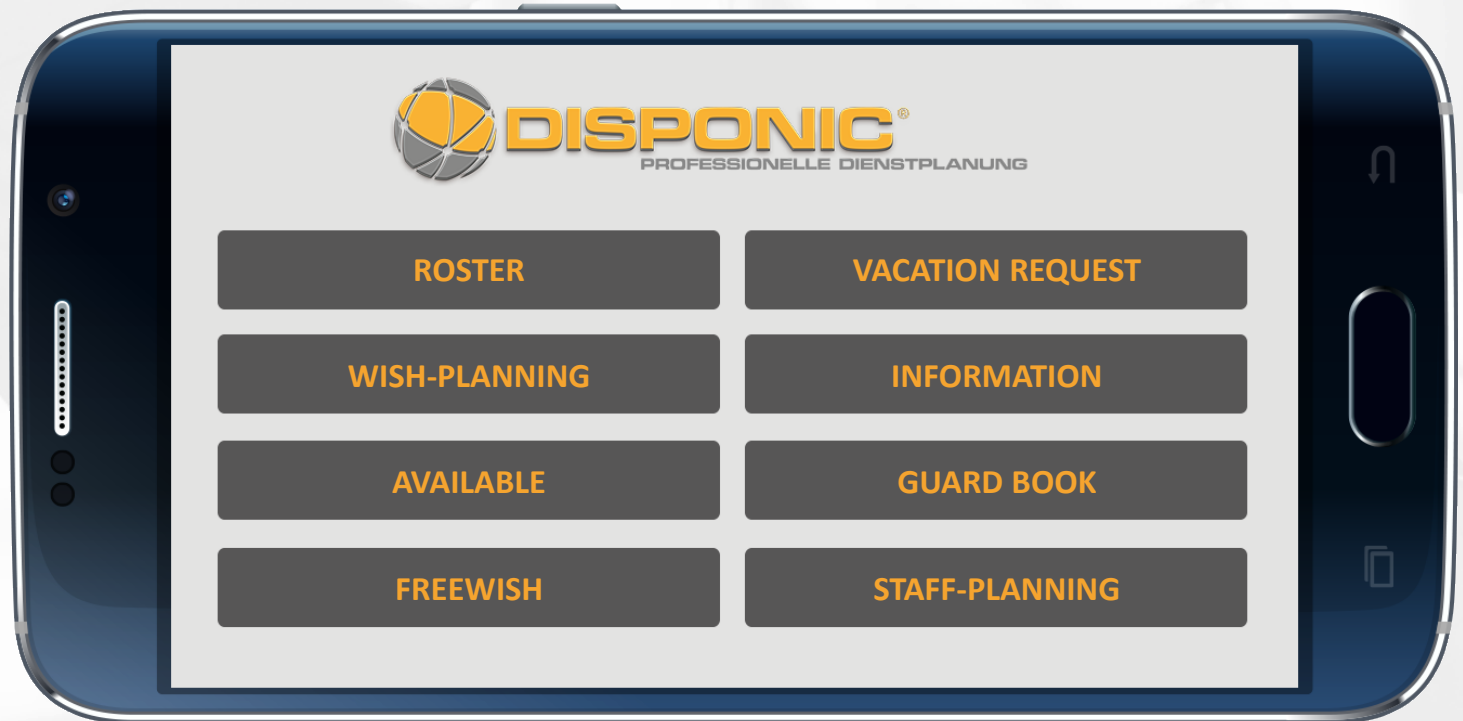 DISPONIC®
PROFESSIONELLE DIENSTPLANUNG
ROSTER
VACATION REQUEST
WISH-PLANNING
INFORMATION
AVAILABLE
GUARD BOOK
FREEWISH
STAFF-PLANNING